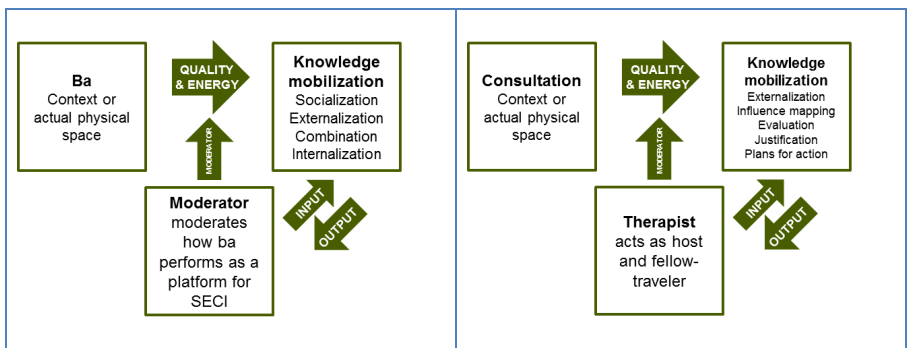 Ba
Context or
actual physical
space
QUALITY
& ENERGY
Knowledge
mobilization
Socialization
Externalization
Combination
Internalization
MODERATOR
Moderator
moderates
how ba
performs as a
platform for
SECI
INPUT
OUTPUT
Consultation
Context or
actual physical
space
QUALITY
& ENERGY
Knowledge
mobilization
Externalization
Influence mapping
Evaluation
Justification
Plans for action
MODERATOR
Therapist
acts as host
and fellow-
traveler
INPUT
OUTPUT